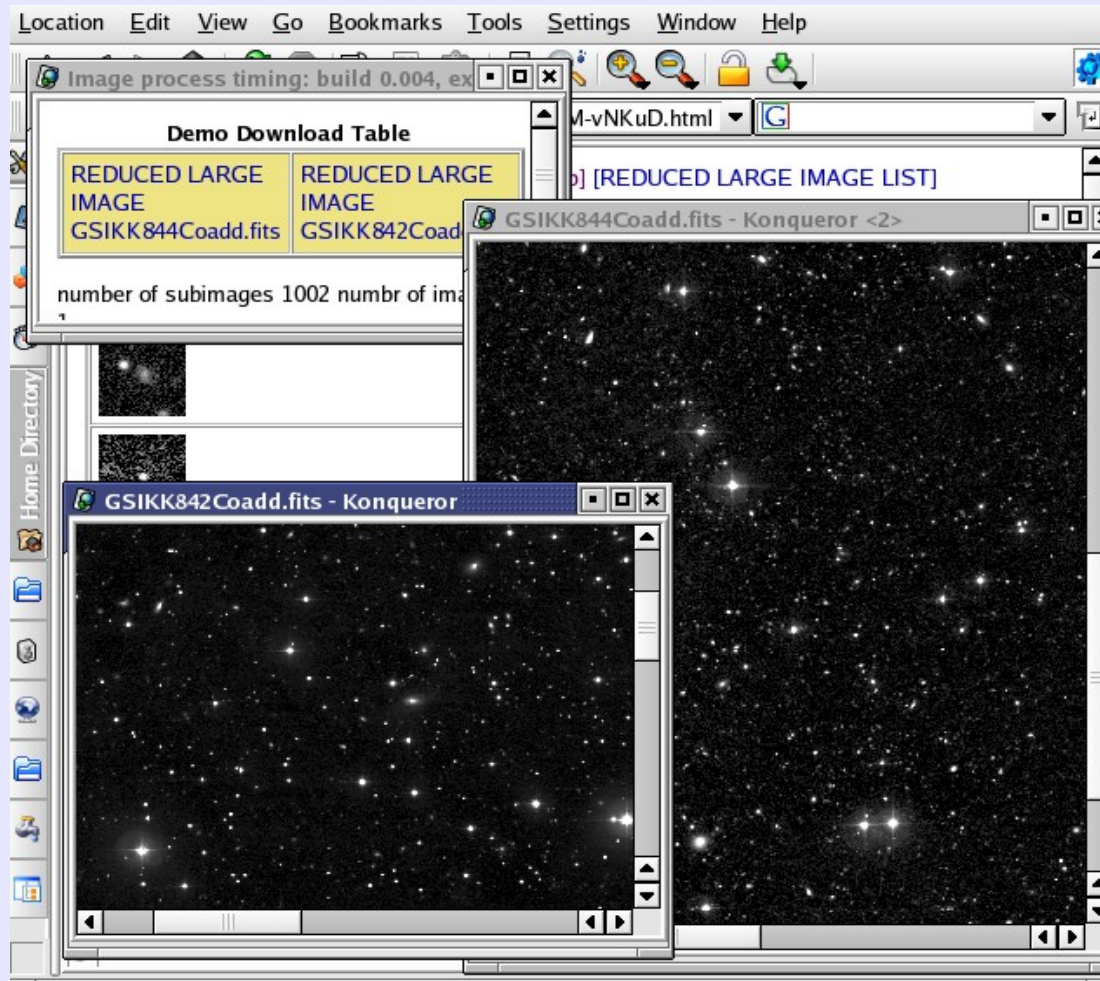 Location Edit View Go Bookmarks Tools Settings Window Help
Image process timing: build 0.004, ex
M-vNKuD.html
G
Demo Download Table
REDUCED LARGE
IMAGE
GSIKK844Coadd.fits
REDUCED LARGE
IMAGE
GSIKK842Coadd
[REDUCED LARGE IMAGE LIST]
number of subimages 1002 numbr of ima
GSIKK844Coadd.fits - Konqueror <2>
Home Directory
GSIKK842Coadd.fits - Konqueror